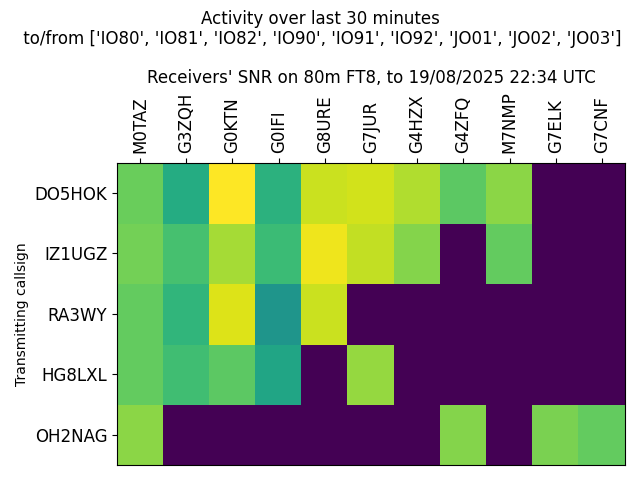 Activity over last 30 minutes
to/from ['IO80', 'IO81', 'IO82', 'IO90', 'IO91', 'IO92', 'JO01', 'JO02', 'JO03']
Receivers' SNR on 80m FT8, to 19/08/2025 22:34 UTC
M0TAZ
G3ZQH
G0KTN
G0IFI
G8URE
G7JUR
G4HZX
G4ZFQ
M7NMP
G7ELK
G7CNF
Transmitting callsign
DO5HOK
IZ1UGZ
RA3WY
HG8LXL
OH2NAG